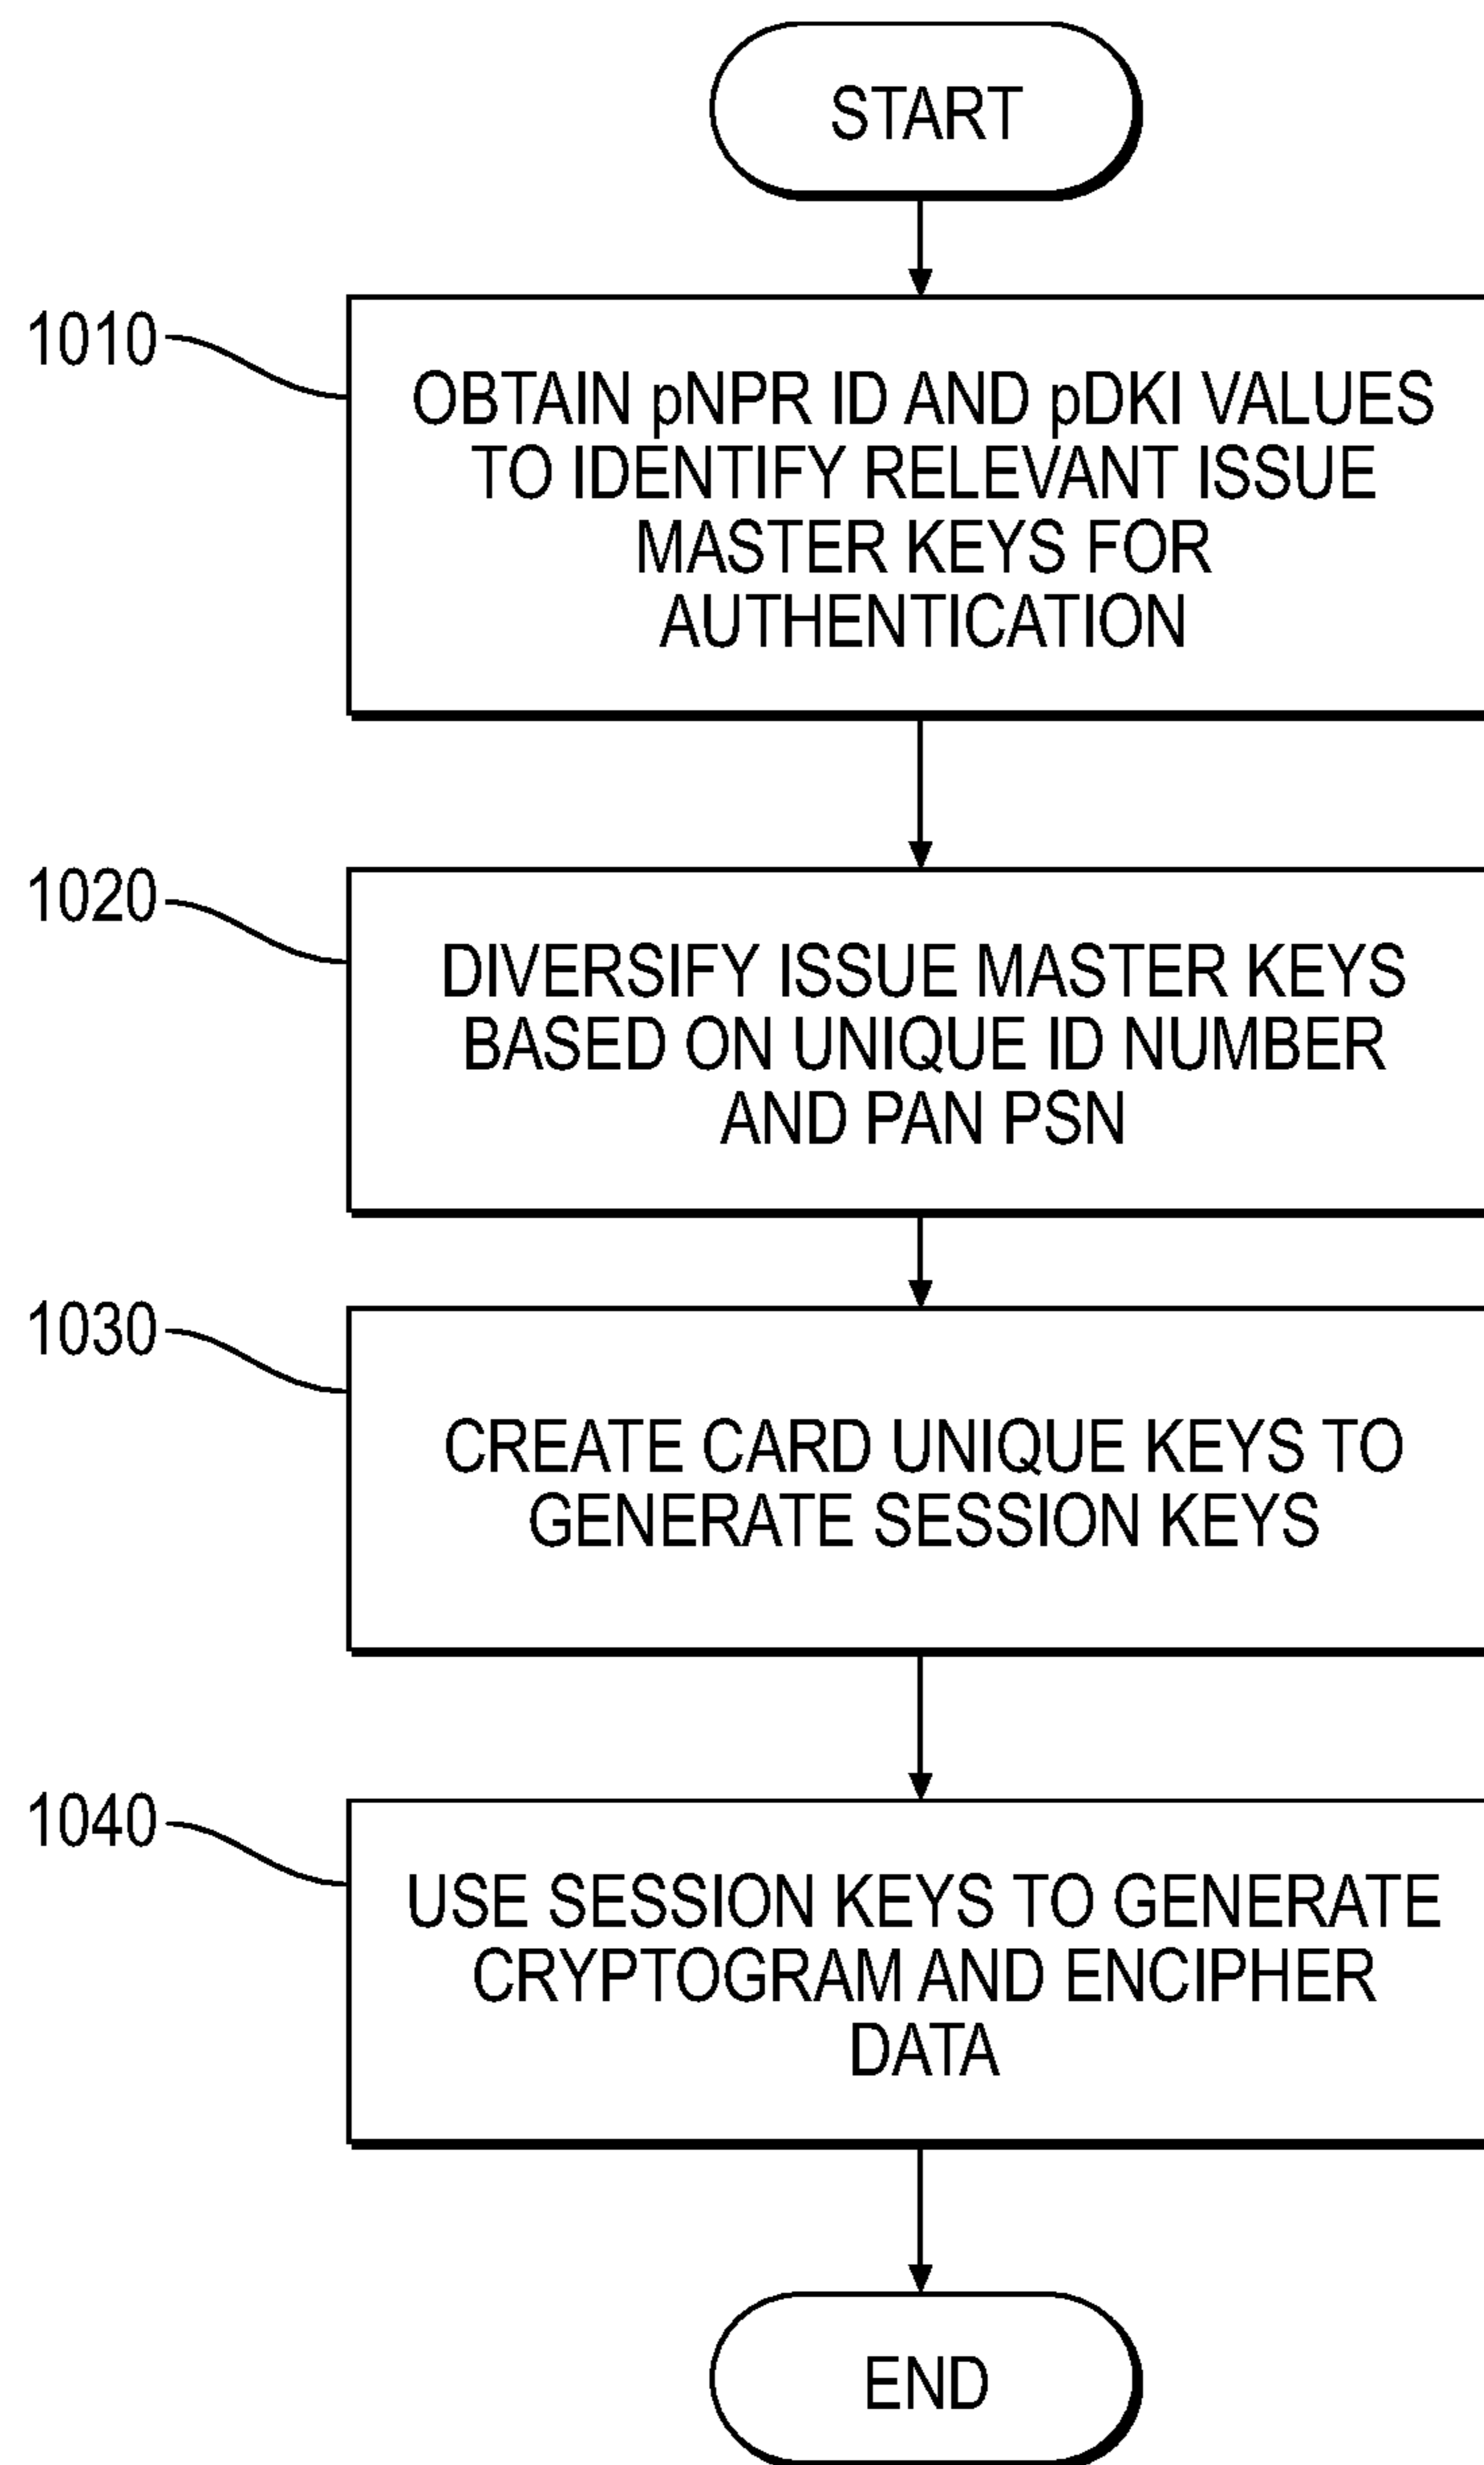 START
1010
OBTAIN pNPR ID AND pDKI VALUES
TO IDENTIFY RELEVANT ISSUE
MASTER KEYS FOR
AUTHENTICATION
1020
DIVERSIFY ISSUE MASTER KEYS
BASED ON UNIQUE ID NUMBER
AND PAN PSN
1030
CREATE CARD UNIQUE KEYS TO
GENERATE SESSION KEYS
1040
USE SESSION KEYS TO GENERATE
CRYPTOGRAM AND ENCIPHER
DATA
END